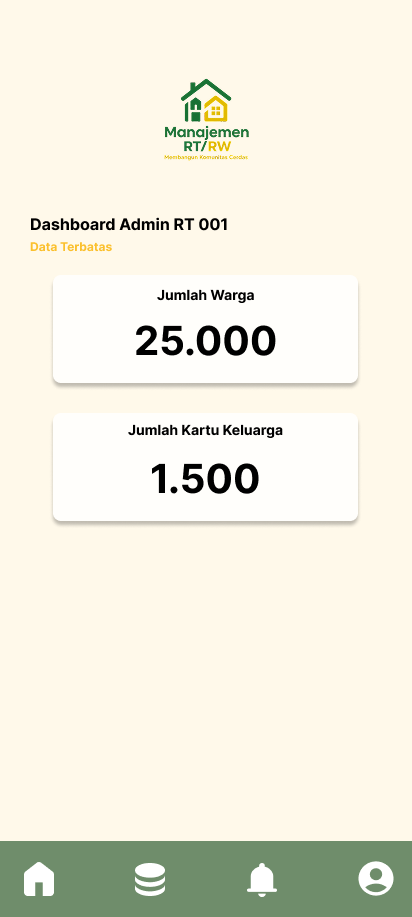 Manajemen
RT/RW
Membangun Komunitas Cerdas
Dashboard Admin RT 001
Data Terbatas
Jumlah Warga
25.000
Jumlah Kartu Keluarga
1.500